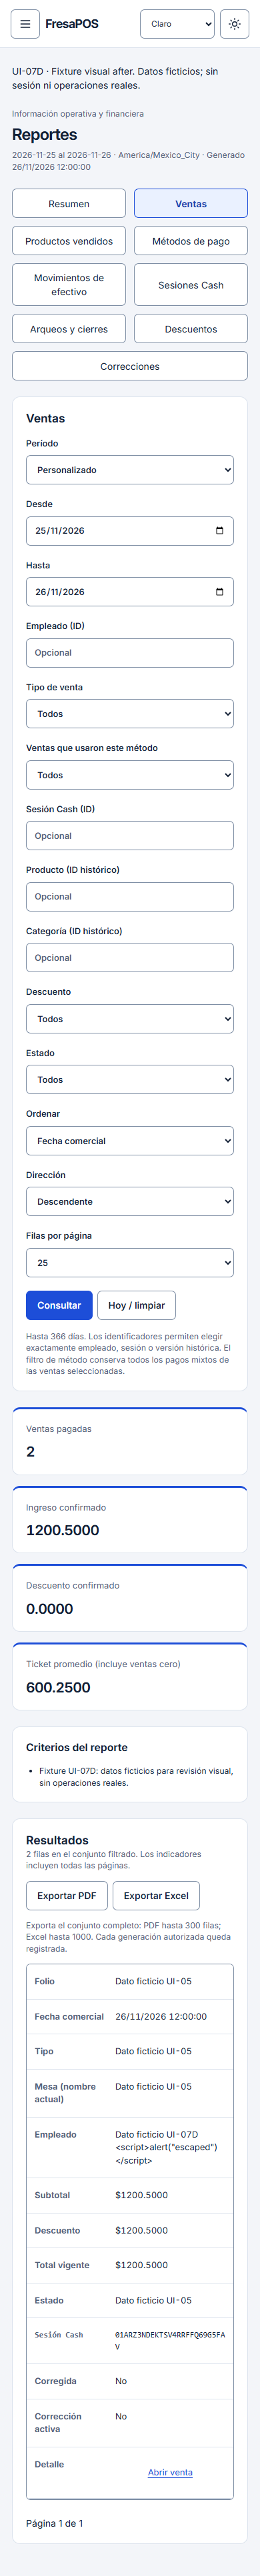 FresaPOS
Claro
UI-07D · Fixture visual after. Datos ficticios; sin
sesión ni operaciones reales.
Información operativa y financiera
Reportes
2026-11-25 al 2026-11-26 · America/Mexico_City · Generado
26/11/2026 12:00:00
Resumen
Ventas
Productos vendidos
Métodos de pago
Movimientos de
efectivo
Sesiones Cash
Arqueos y cierres
Descuentos
Correcciones
Ventas
Período
Personalizado
Desde
25/11/2026
Hasta
26/11/2026
Empleado (ID)
Opcional
Tipo de venta
Todos
Ventas que usaron este método
Todos
Sesión Cash (ID)
Opcional
Producto (ID histórico)
Opcional
Categoría (ID histórico)
Opcional
Descuento
Todos
Estado
Todos
Ordenar
Fecha comercial
Dirección
Descendente
Filas por página
25
Consultar
Hoy / limpiar
Hasta 366 días. Los identificadores permiten elegir
exactamente empleado, sesión o versión histórica. El
filtro de método conserva todos los pagos mixtos de
las ventas seleccionadas.
Ventas pagadas
2
Ingreso confirmado
1200.5000
Descuento confirmado
0.0000
Ticket promedio (incluye ventas cero)
600.2500
Criterios del reporte
• Fixture UI-07D: datos ficticios para revisión visual,
sin operaciones reales.
Resultados
2 filas en el conjunto filtrado. Los indicadores
incluyen todas las páginas.
Exportar PDF
Exportar Excel
Exporta el conjunto completo: PDF hasta 300 filas;
Excel hasta 1000. Cada generación autorizada queda
registrada.
Folio Dato ficticio UI-05
Fecha comercial 26/11/2026 12:00:00
Tipo Dato ficticio UI-05
Mesa (nombre
actual) Dato ficticio UI-05
Empleado Dato ficticio UI-07D
<script>alert("escaped")
</script>
Subtotal $1200.5000
Descuento $1200.5000
Total vigente $1200.5000
Estado Dato ficticio UI-05
Sesión Cash 01ARZ3NDEKTSV4RRFFQ69G5FA
V
Corregida No
Corrección
activa No
Detalle Abrir venta
Página 1 de 1